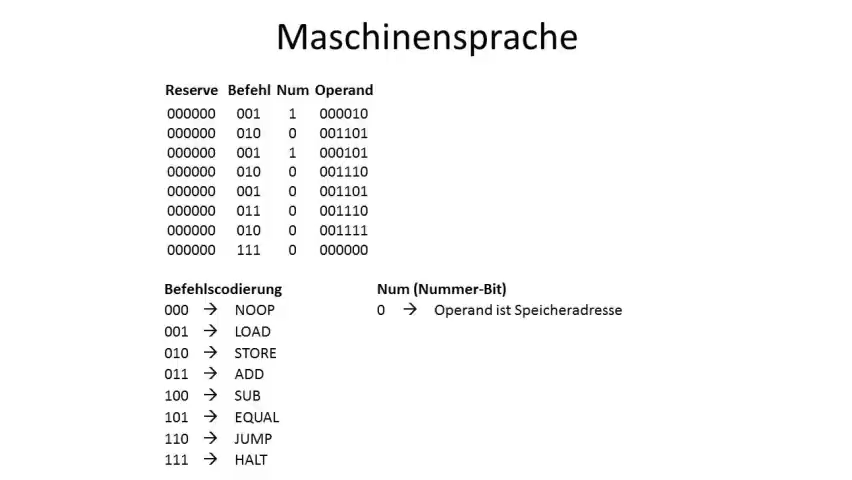 Maschinensprache
Reserve Befehl Num Operand
000000 001 1 000010
000000 010 0 001101
000000 001 1 000101
000000 010 0 001110
000000 001 0 001101
000000 011 0 001110
000000 010 0 001111
000000 111 0 000000
Befehlscodierung Num (Nummer-Bit)
000 → NOOP 0 → Operand ist Speicheradresse
001 → LOAD
010 → STORE
011 → ADD
100 → SUB
101 → EQUAL
110 → JUMP
111 → HALT